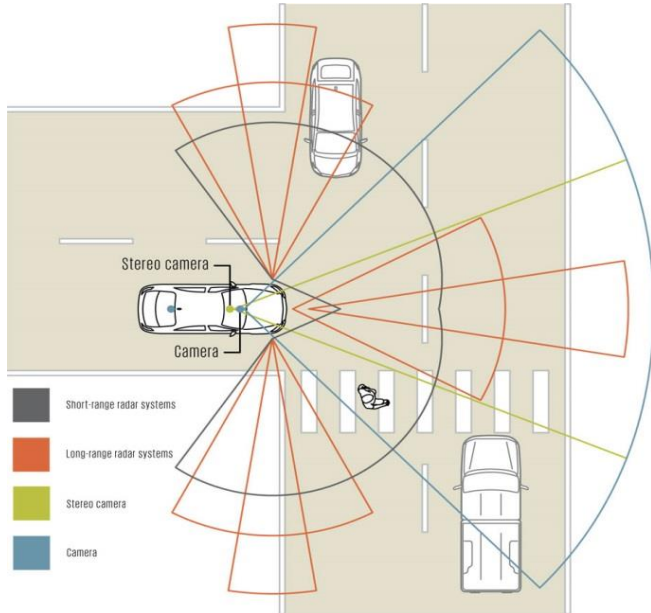 Stereo camera
Camera
Short-range radar systems
Long-range radar systems
Stereo camera
Camera